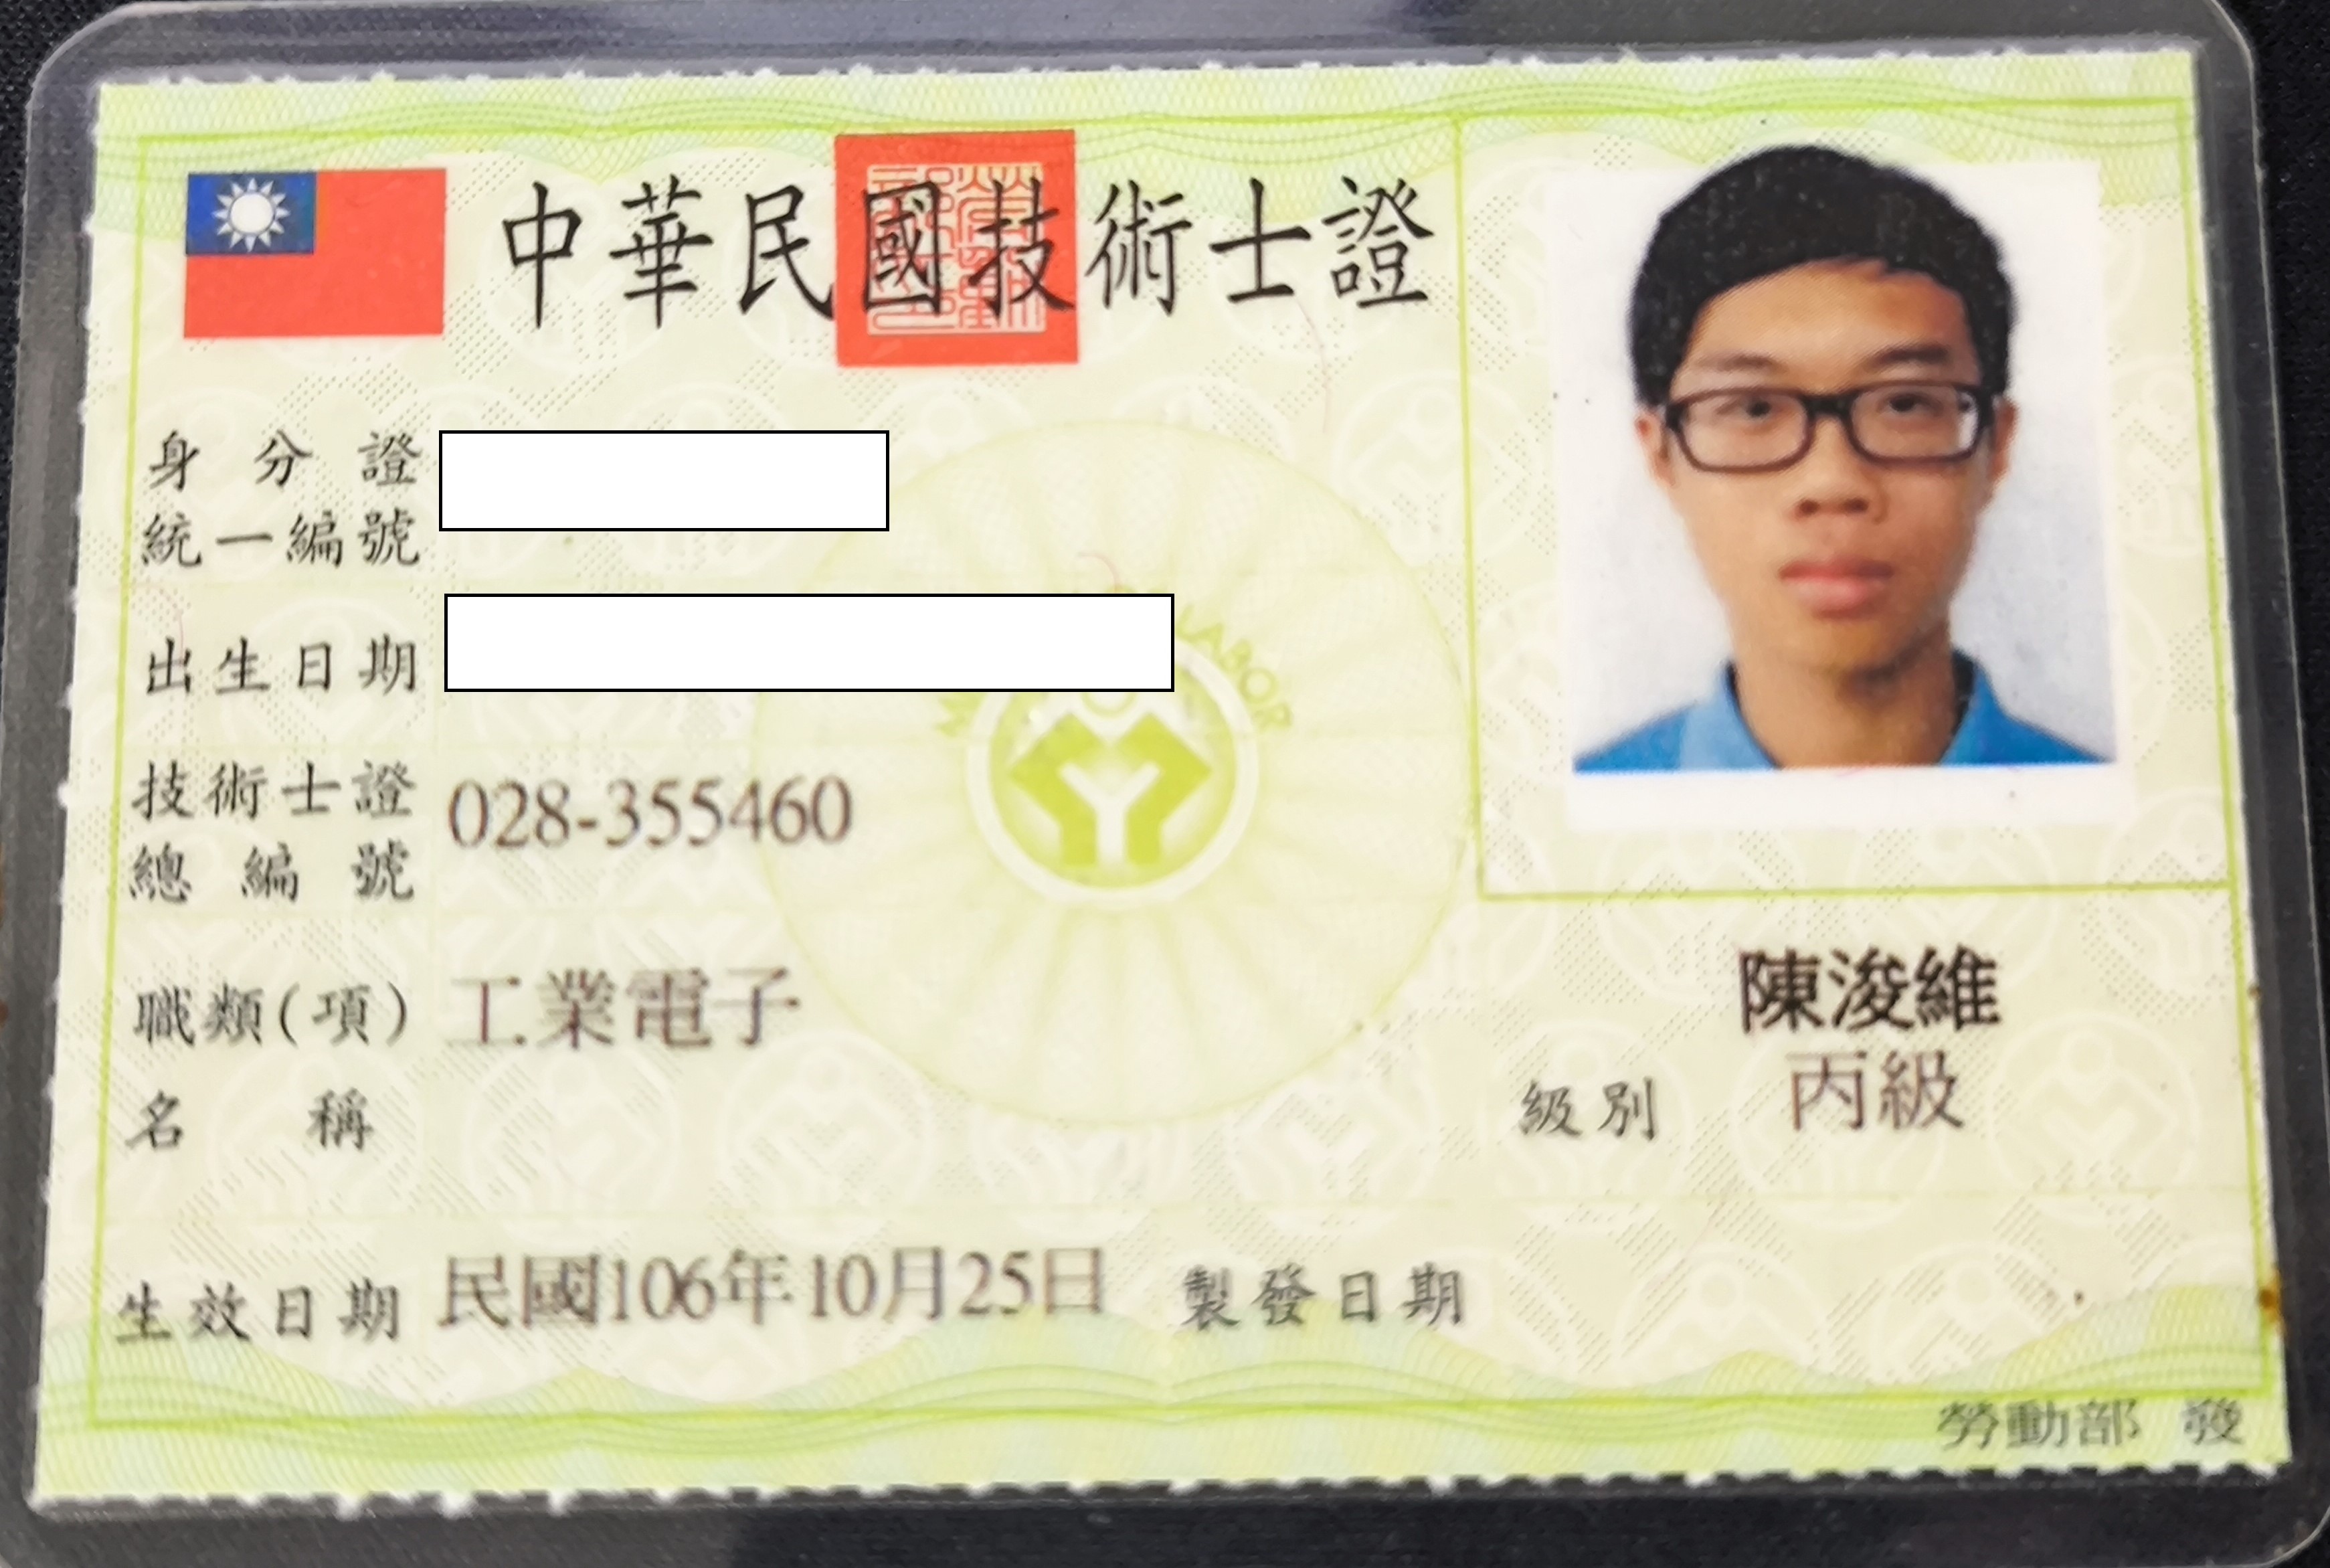 中華民國技術士證
身分證
統一編號
出生日期
LABOR
技術士證
總編號
028-355460
職類(項)
名稱
工業電子
陳浚維
級別 丙級
生效日期 民國106年10月25日 製發日期
勞動部 發